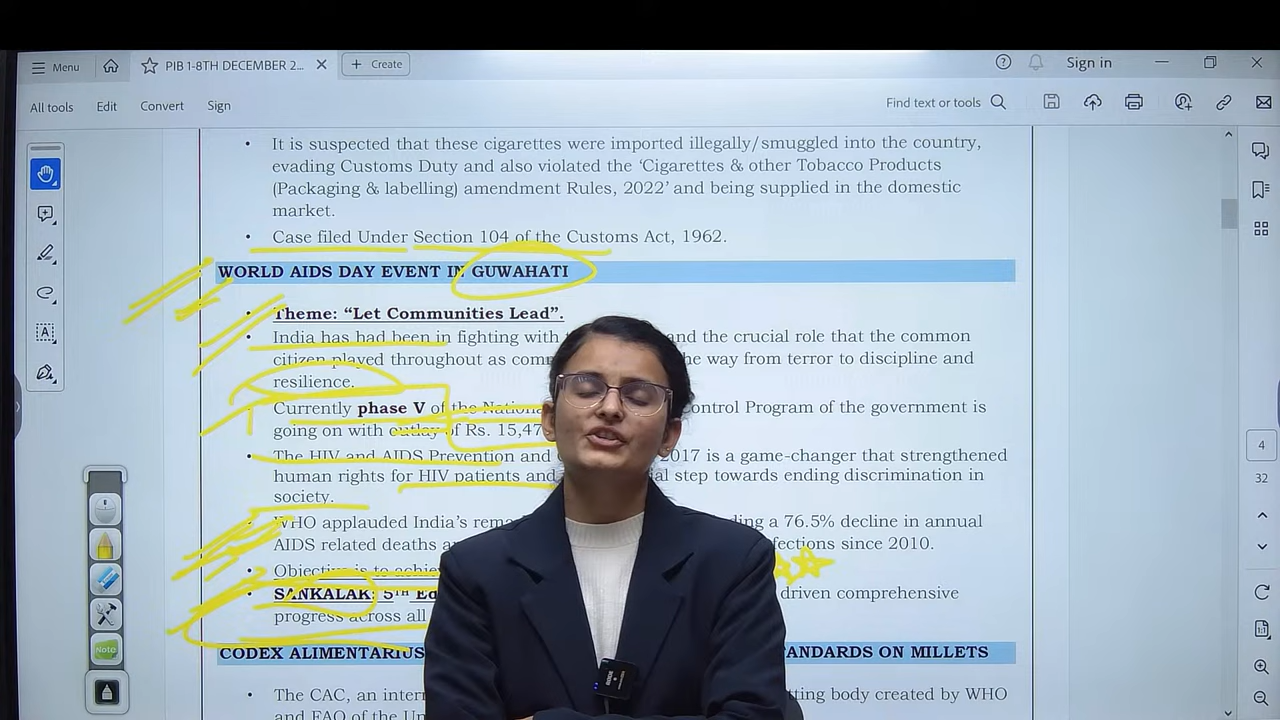 Menu
PIB 1-8TH DECEMBER 2...
Create
Sign in
All tools
Edit
Convert
Sign
Find text or tools
• It is suspected that these cigarettes were imported illegally/smuggled into the country,
evading Customs Duty and also violated the ‘Cigarettes & other Tobacco Products
(Packaging & labelling) amendment Rules, 2022’ and being supplied in the domestic
market.
• Case filed Under Section 104 of the Customs Act, 1962.
WORLD AIDS DAY EVENT IN GUWAHATI
• Theme: “Let Communities Lead”.
• India has had been in fighting with and the crucial role that the common
citizen played throughout as the way from terror to discipline and
resilience.
• Currently phase V of the control Program of the government is
going on with outlay of Rs. 15,47
• The HIV and AIDS Prevention and 2017 is a game-changer that strengthened
human rights for HIV patients and step towards ending discrimination in
society.
• WHO applauded India’s a 76.5% decline in annual
AIDS related deaths since 2010.
• Objective is to achieve
• SANKALAK: 5TH driven comprehensive
progress across all
CODEX ALIMENTARIUS STANDARDS ON MILLETS
• The CAC, an body created by WHO
and FAO of the
4
32
Note